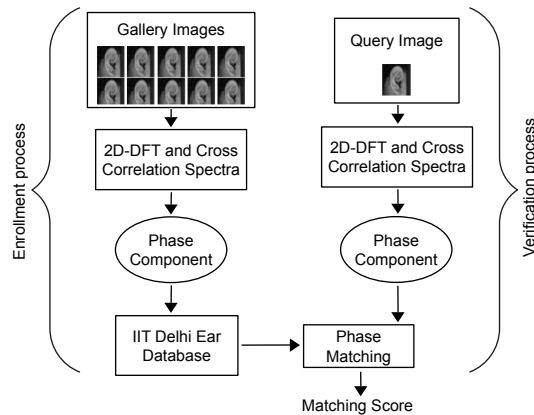 Enrollment process
Gallery Images
2D-DFT and Cross
Correlation Spectra
Phase
Component
IIT Delhi Ear
Database
Query Image
2D-DFT and Cross
Correlation Spectra
Phase
Component
Phase
Matching
Matching Score
Verification process